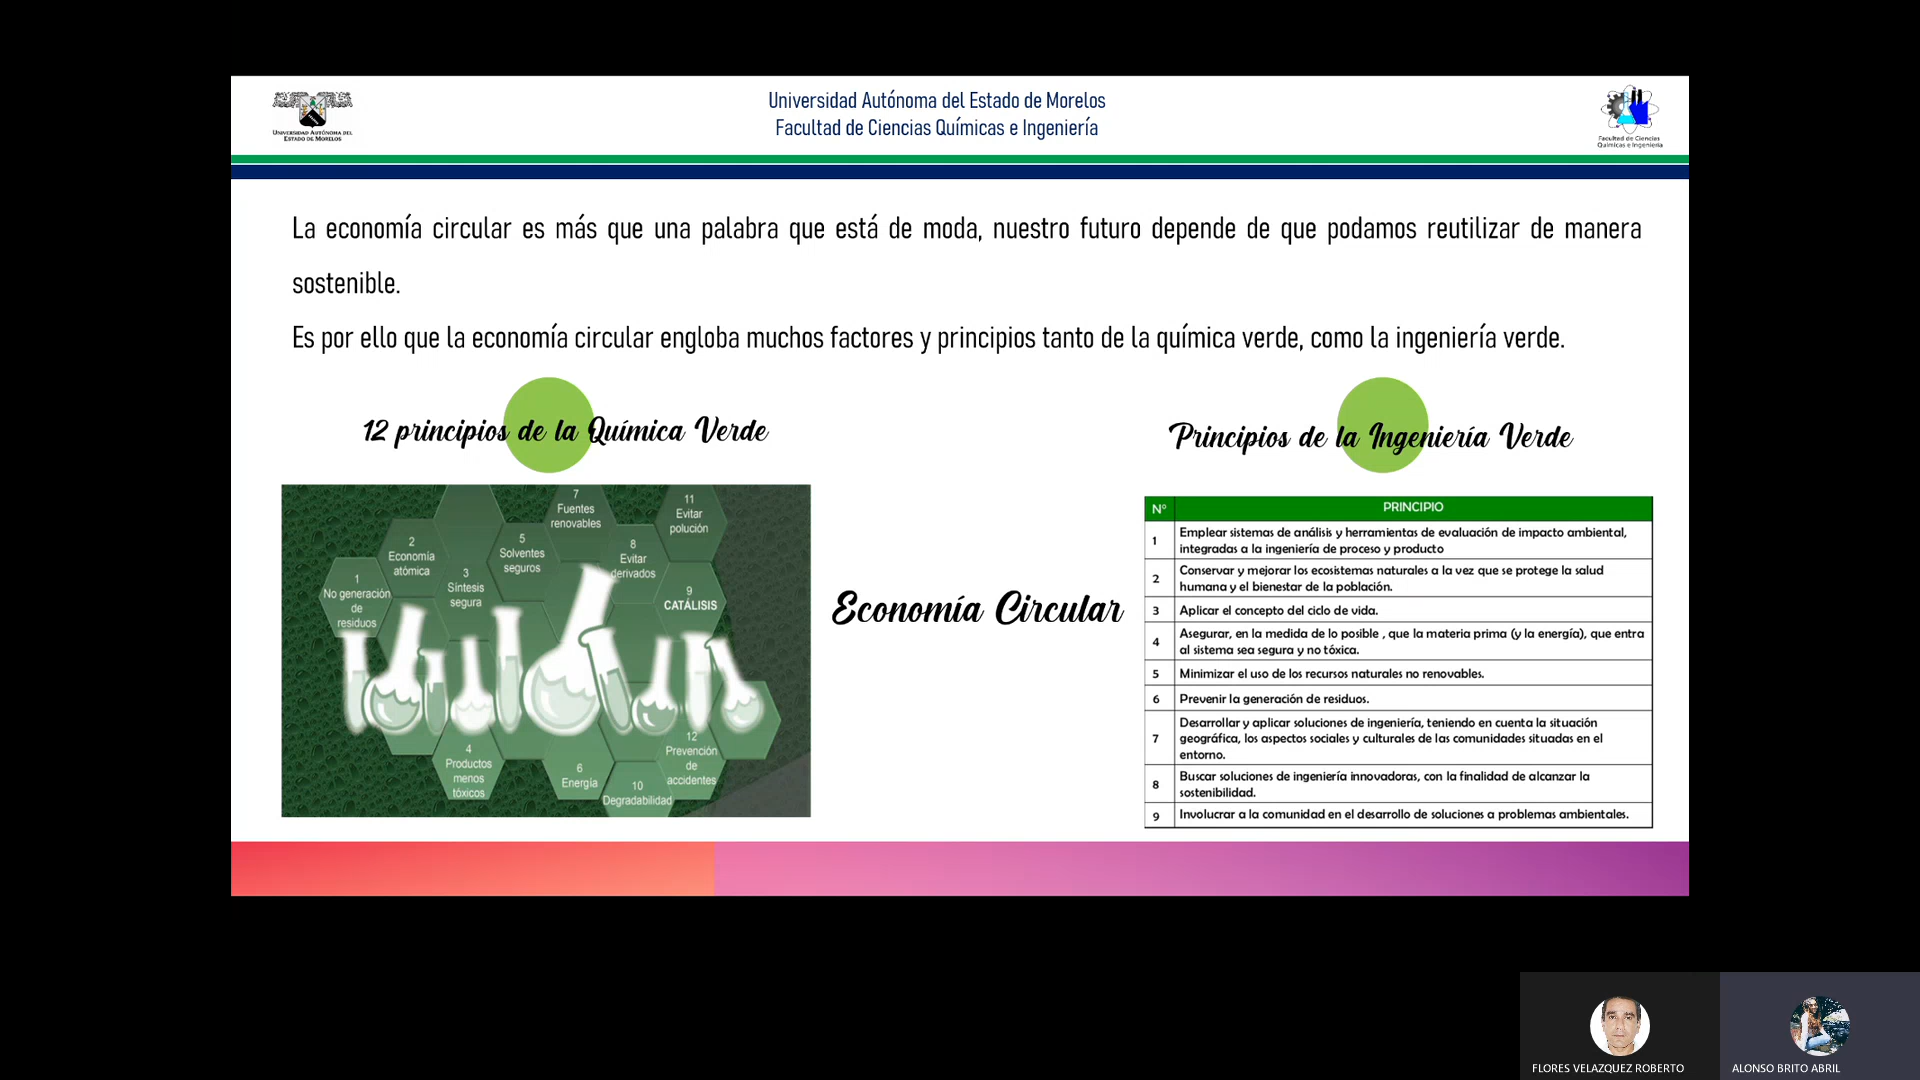 UNIVERSIDAD AUTÓNOMA DEL
ESTADO DE MORELOS
Universidad Autónoma del Estado de Morelos
Facultad de Ciencias Químicas e Ingeniería
Facultad de Ciencias
Químicas e Ingeniería
La economía circular es más que una palabra que está de moda, nuestro futuro depende de que podamos reutilizar de manera
sostenible.
Es por ello que la economía circular engloba muchos factores y principios tanto de la química verde, como la ingeniería verde.
12 principios de la Química Verde
1
No generación
de
residuos
2
Economía
atómica
3
Síntesis
segura
4
Productos
menos
tóxicos
5
Solventes
seguros
6
Energía
7
Fuentes
renovables
8
Evitar
derivados
9
CATÁLISIS
10
Degradabilidad
11
Evitar
polución
12
Prevención
de
accidentes
Economía Circular
Principios de la Ingeniería Verde
N° PRINCIPIO
1 Emplear sistemas de análisis y herramientas de evaluación de impacto ambiental,
integradas a la ingeniería de proceso y producto
2 Conservar y mejorar los ecosistemas naturales a la vez que se protege la salud
humana y el bienestar de la población.
3 Aplicar el concepto del ciclo de vida.
4 Asegurar, en la medida de lo posible , que la materia prima (y la energía), que entra
al sistema sea segura y no tóxica.
5 Minimizar el uso de los recursos naturales no renovables.
6 Prevenir la generación de residuos.
7 Desarrollar y aplicar soluciones de ingeniería, teniendo en cuenta la situación
geográfica, los aspectos sociales y culturales de las comunidades situadas en el
entorno.
8 Buscar soluciones de ingeniería innovadoras, con la finalidad de alcanzar la
sostenibilidad.
9 Involucrar a la comunidad en el desarrollo de soluciones a problemas ambientales.
FLORES VELAZQUEZ ROBERTO
ALONSO BRITO ABRIL